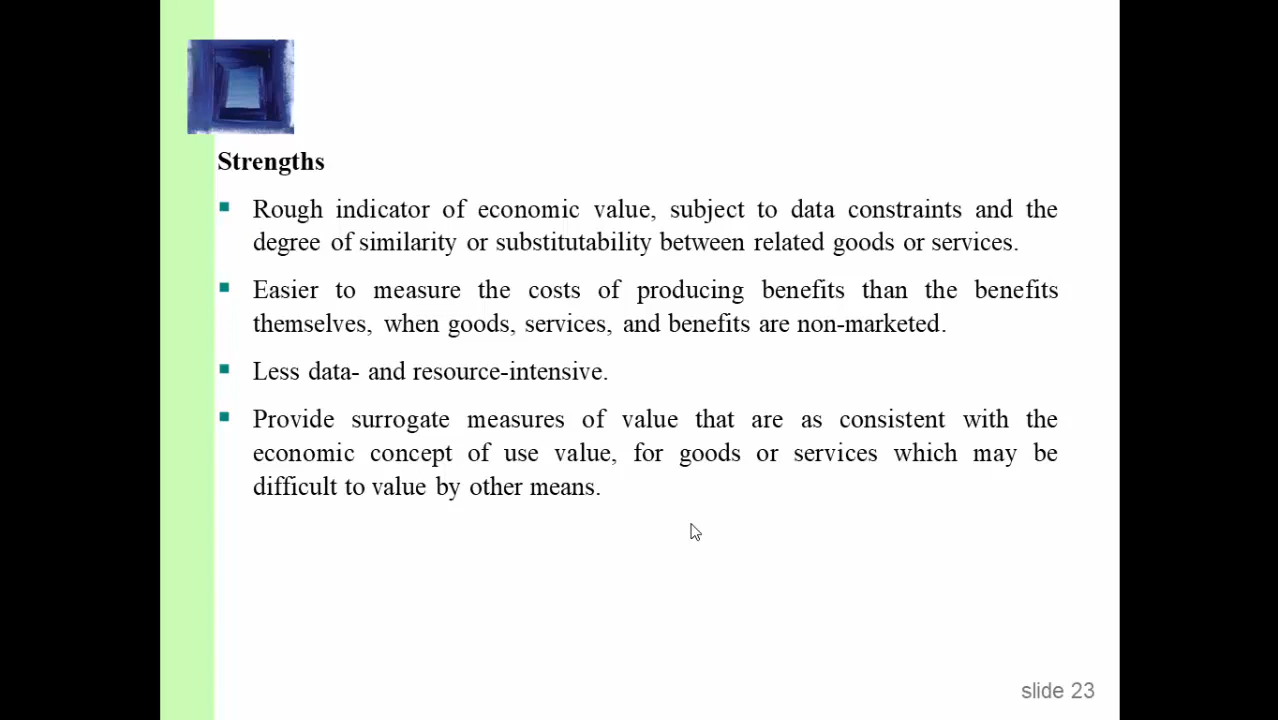 Strengths
Rough indicator of economic value, subject to data constraints and the
degree of similarity or substitutability between related goods or services.
Easier to measure the costs of producing benefits than the benefits
themselves, when goods, services, and benefits are non-marketed.
Less data- and resource-intensive.
Provide surrogate measures of value that are as consistent with the
economic concept of use value, for goods or services which may be
difficult to value by other means.
slide 23